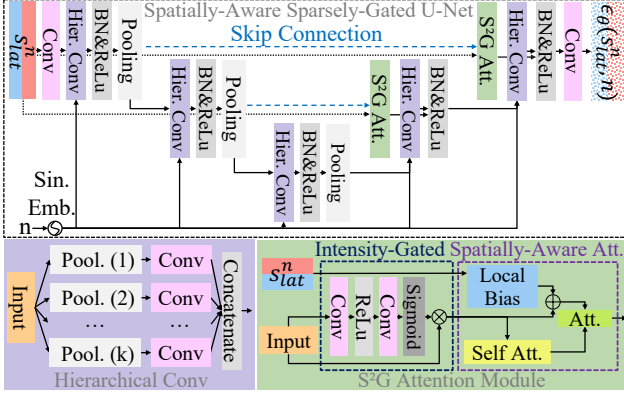 Spatially-Aware Sparsely-Gated U-Net
Skip Connection
s^n_lat
Conv
Hier. Conv
BN&ReLu
Pooling
Hier. Conv
BN&ReLu
Pooling
Hier. Conv
BN&ReLu
Pooling
S²G Att.
Hier. Conv
BN&ReLu
S²G Att.
Hier. Conv
BN&ReLu
Conv
ϵ_θ(s^n_lat, n)
Sin.
Emb.
n
Input
Pool. (1)
Conv
Pool. (2)
Conv
... ...
Pool. (k)
Conv
Concatenate
Hierarchical Conv
Intensity-Gated
Spatially-Aware Att.
s^n_lat
Input
Conv
ReLu
Conv
Sigmoid
Local
Bias
Self Att.
Att.
S²G Attention Module